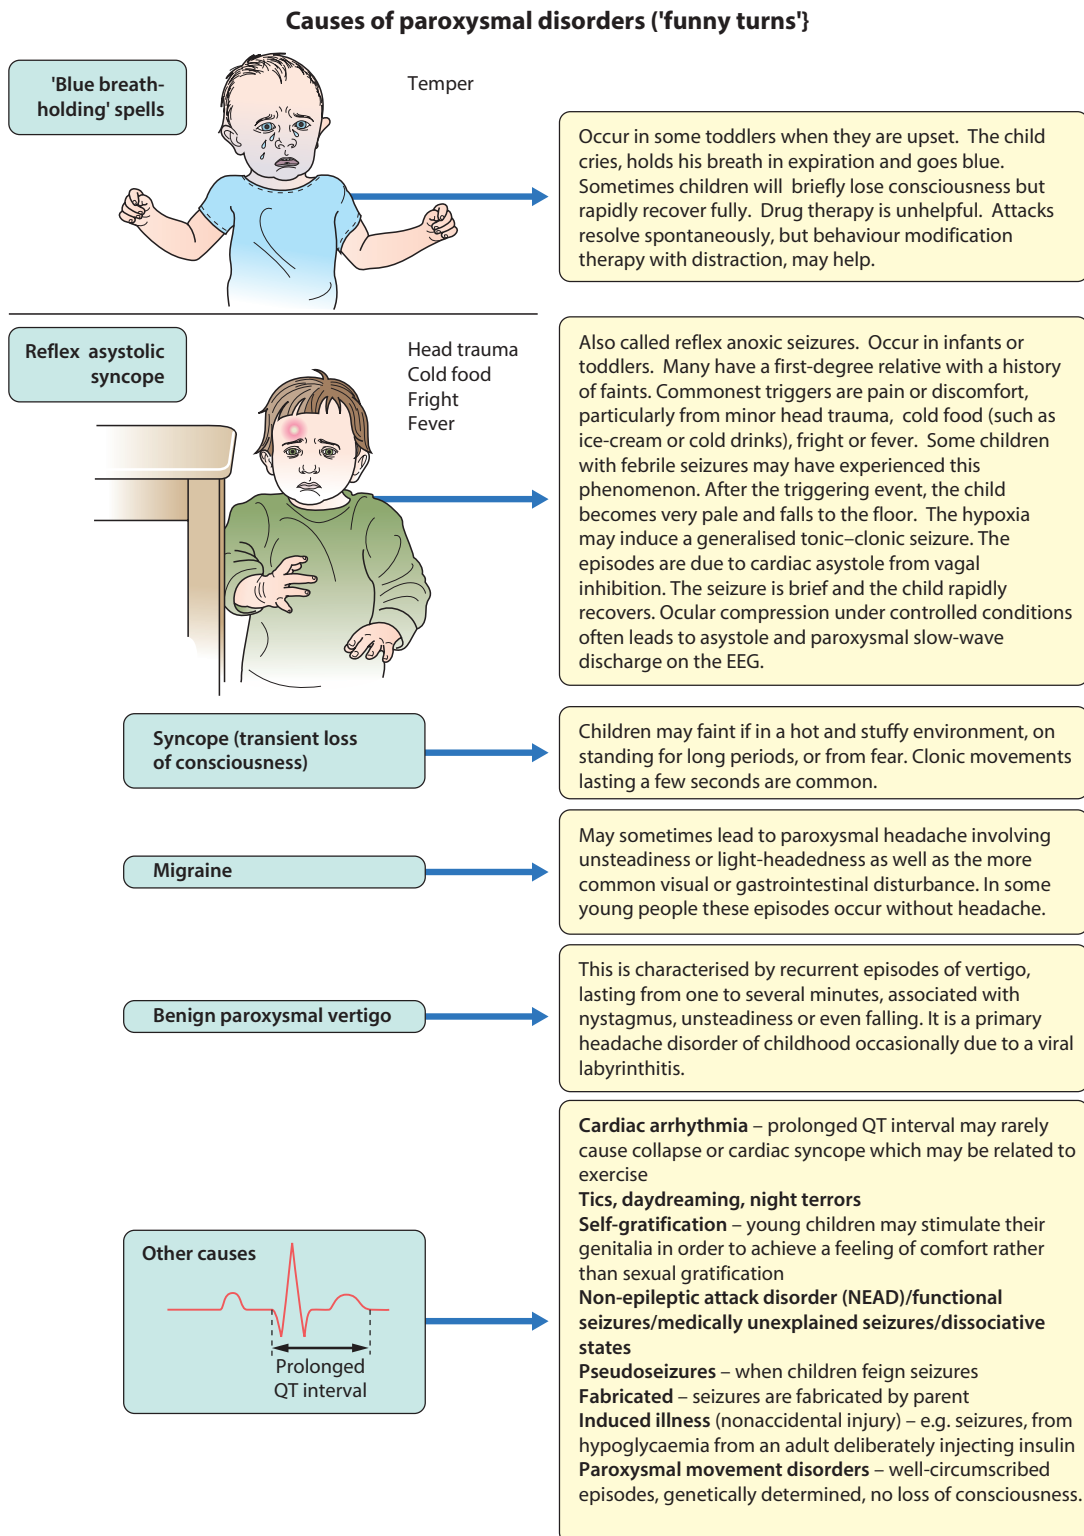 Causes of paroxysmal disorders ('funny turns'}
'Blue breath-
holding' spells
Temper
Occur in some toddlers when they are upset. The child
cries, holds his breath in expiration and goes blue.
Sometimes children will briefly lose consciousness but
rapidly recover fully. Drug therapy is unhelpful. Attacks
resolve spontaneously, but behaviour modification
therapy with distraction, may help.
Reflex asystolic
syncope
Head trauma
Cold food
Fright
Fever
Also called reflex anoxic seizures. Occur in infants or
toddlers. Many have a first-degree relative with a history
of faints. Commonest triggers are pain or discomfort,
particularly from minor head trauma, cold food (such as
ice-cream or cold drinks), fright or fever. Some children
with febrile seizures may have experienced this
phenomenon. After the triggering event, the child
becomes very pale and falls to the floor. The hypoxia
may induce a generalised tonic–clonic seizure. The
episodes are due to cardiac asystole from vagal
inhibition. The seizure is brief and the child rapidly
recovers. Ocular compression under controlled conditions
often leads to asystole and paroxysmal slow-wave
discharge on the EEG.
Syncope (transient loss
of consciousness)
Children may faint if in a hot and stuffy environment, on
standing for long periods, or from fear. Clonic movements
lasting a few seconds are common.
Migraine
May sometimes lead to paroxysmal headache involving
unsteadiness or light-headedness as well as the more
common visual or gastrointestinal disturbance. In some
young people these episodes occur without headache.
Benign paroxysmal vertigo
This is characterised by recurrent episodes of vertigo,
lasting from one to several minutes, associated with
nystagmus, unsteadiness or even falling. It is a primary
headache disorder of childhood occasionally due to a viral
labyrinthitis.
Other causes
Prolonged
QT interval
Cardiac arrhythmia – prolonged QT interval may rarely
cause collapse or cardiac syncope which may be related to
exercise
Tics, daydreaming, night terrors
Self-gratification – young children may stimulate their
genitalia in order to achieve a feeling of comfort rather
than sexual gratification
Non-epileptic attack disorder (NEAD)/functional
seizures/medically unexplained seizures/dissociative
states
Pseudoseizures – when children feign seizures
Fabricated – seizures are fabricated by parent
Induced illness (nonaccidental injury) – e.g. seizures, from
hypoglycaemia from an adult deliberately injecting insulin
Paroxysmal movement disorders – well-circumscribed
episodes, genetically determined, no loss of consciousness.